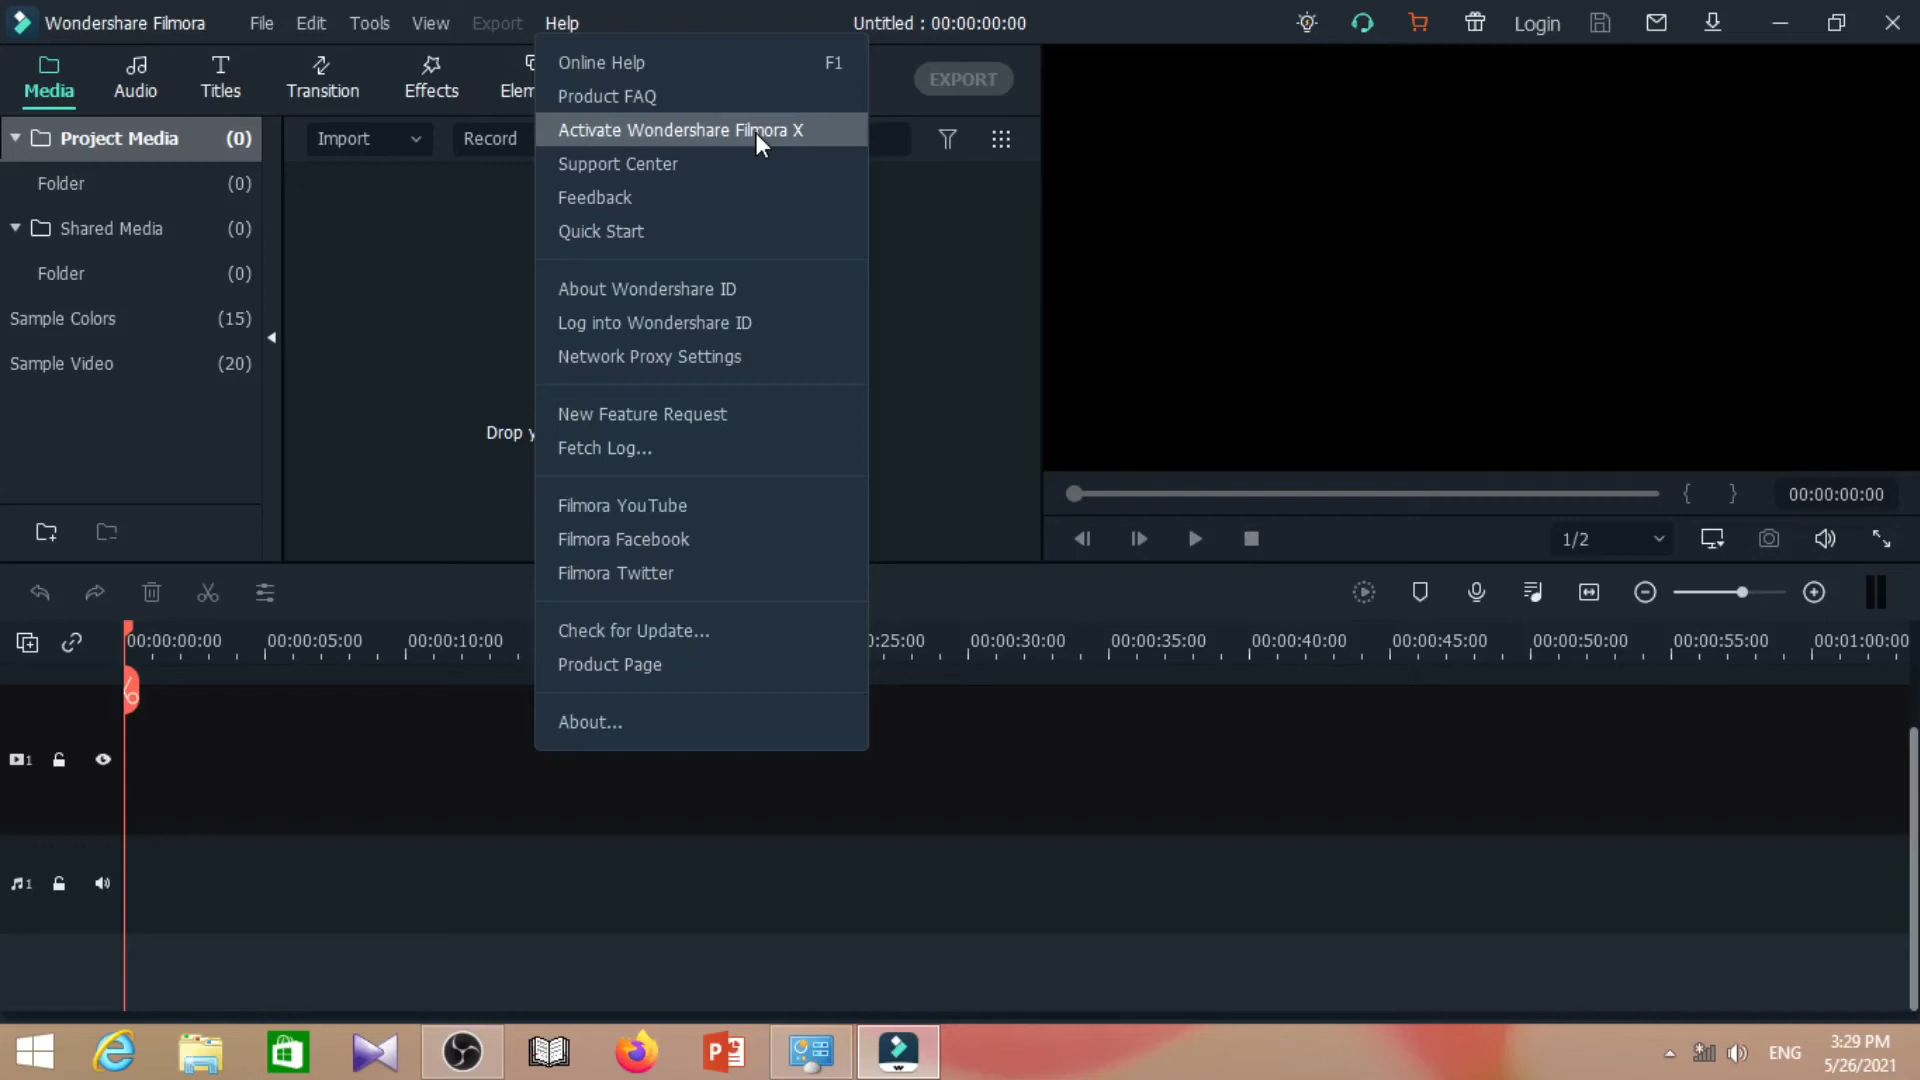 Wondershare Filmora
File
Edit
Tools
View
Export
Help
Untitled : 00:00:00:00
Login
Media
Audio
Titles
Transition
Effects
Elem
EXPORT
Online Help F1
Product FAQ
Activate Wondershare Filmora X
Support Center
Feedback
Quick Start
About Wondershare ID
Log into Wondershare ID
Network Proxy Settings
New Feature Request
Fetch Log...
Filmora YouTube
Filmora Facebook
Filmora Twitter
Check for Update...
Product Page
About...
Project Media (0)
Folder (0)
Shared Media (0)
Folder (0)
Sample Colors (15)
Sample Video (20)
Import
Record
Drop y
{ } 00:00:00:00
1/2
00:00:00:00 00:00:05:00 00:00:10:00 :25:00 00:00:30:00 00:00:35:00 00:00:40:00 00:00:45:00 00:00:50:00 00:00:55:00 00:01:00:00
1
1
ENG
3:29 PM
5/26/2021